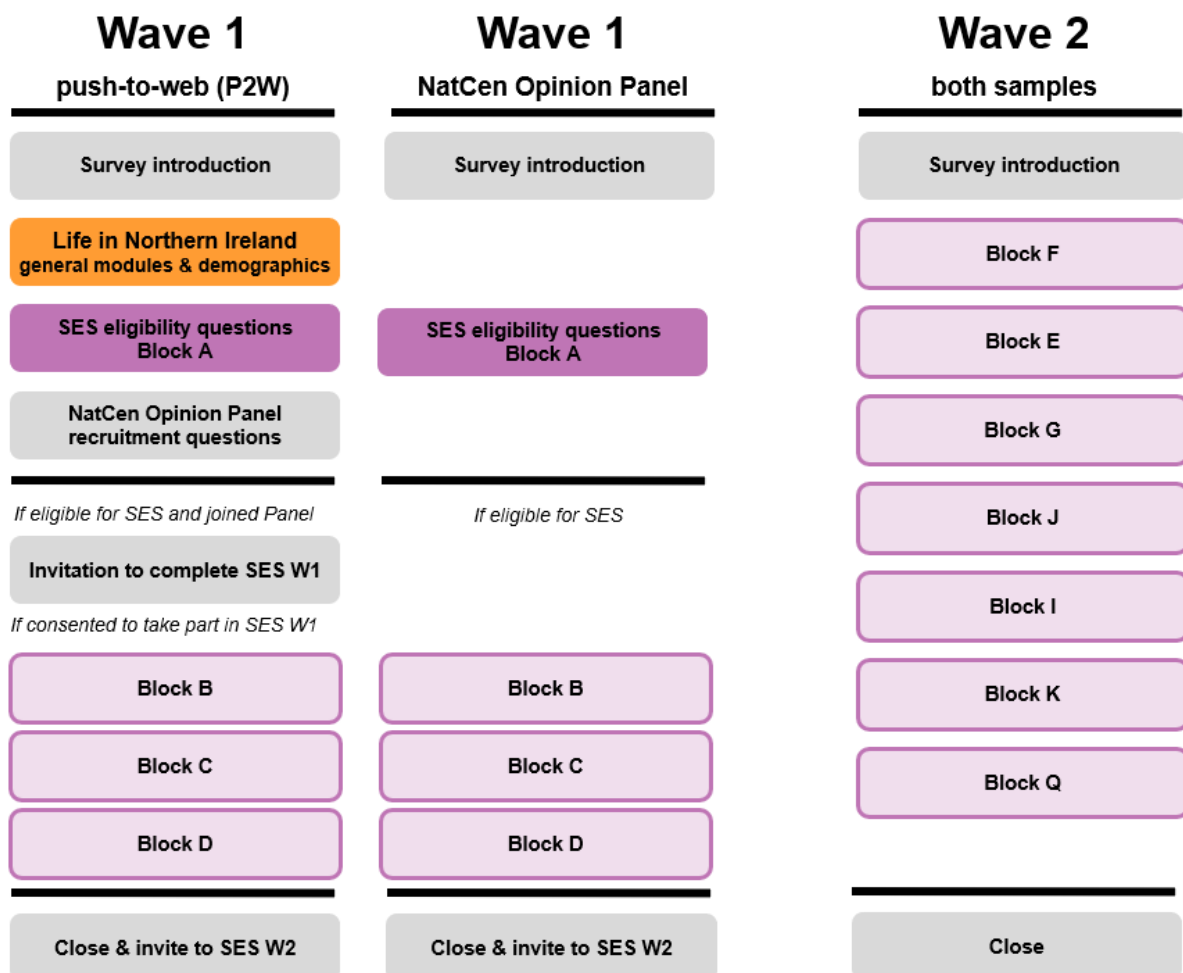 Wave 1
push-to-web (P2W)
Survey introduction
Life in Northern Ireland
general modules & demographics
SES eligibility questions
Block A
NatCen Opinion Panel
recruitment questions
If eligible for SES and joined Panel
Invitation to complete SES W1
If consented to take part in SES W1
Block B
Block C
Block D
Close & invite to SES W2
Wave 1
NatCen Opinion Panel
Survey introduction
SES eligibility questions
Block A
If eligible for SES
Block B
Block C
Block D
Close & invite to SES W2
Wave 2
both samples
Survey introduction
Block F
Block E
Block G
Block J
Block I
Block K
Block Q
Close